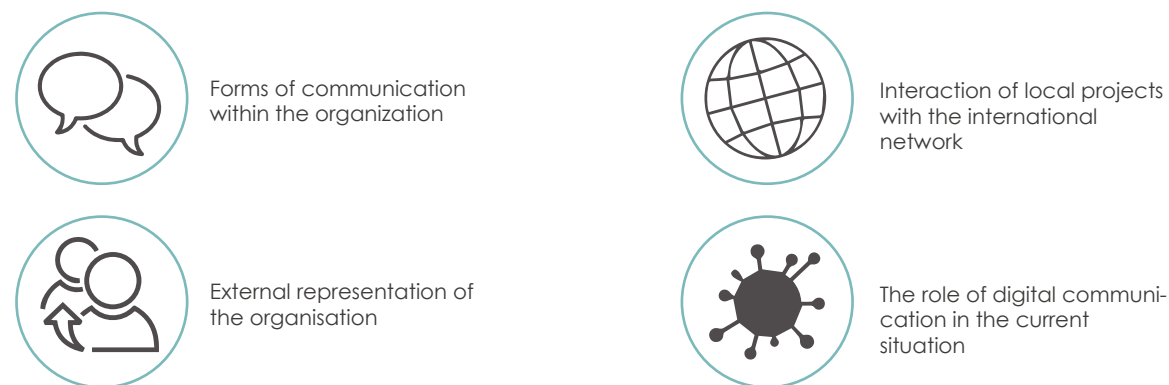 Forms of communication
within the organization
Interaction of local projects
with the international
network
External representation of
the organisation
The role of digital communi-
cation in the current
situation